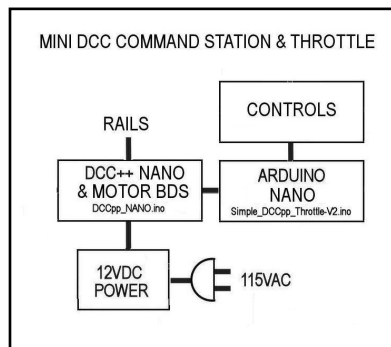 MINI DCC COMMAND STATION & THROTTLE
CONTROLS
RAILS
DCC++ NANO
& MOTOR BDS
DCCpp_NANO.ino
ARDUINO
NANO
Simple_DCCpp_Throttle-V2.ino
12VDC
POWER
115VAC